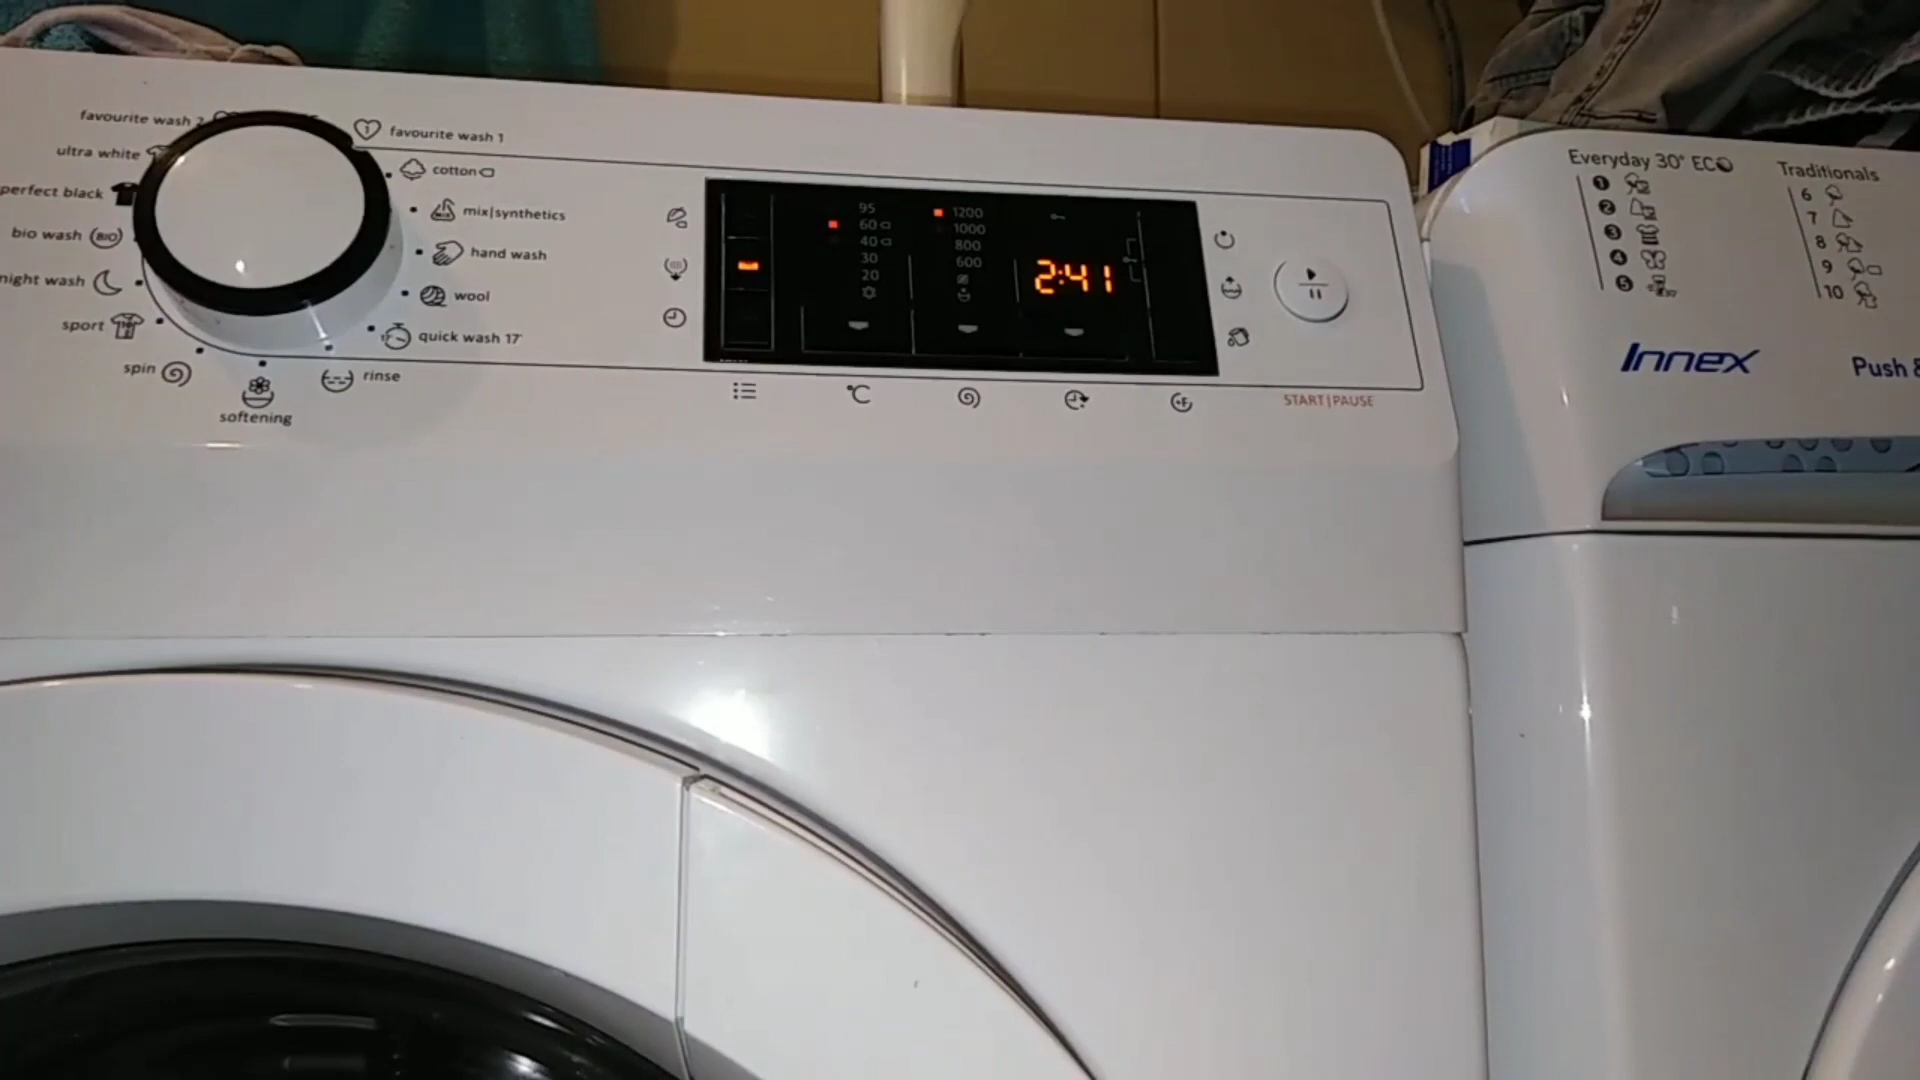 favourite wash 2
ultra white
perfect black
bio wash BIO
night wash
sport
spin
softening
rinse
quick wash 17'
wool
hand wash
mix|synthetics
cotton
favourite wash 1
95
60
40
30
20
1200
1000
800
600
2:41
°C
START|PAUSE
Everyday 30° ECO
1
2
3
4
5
Traditionals
6
7
8
9
10
Innex
Push &